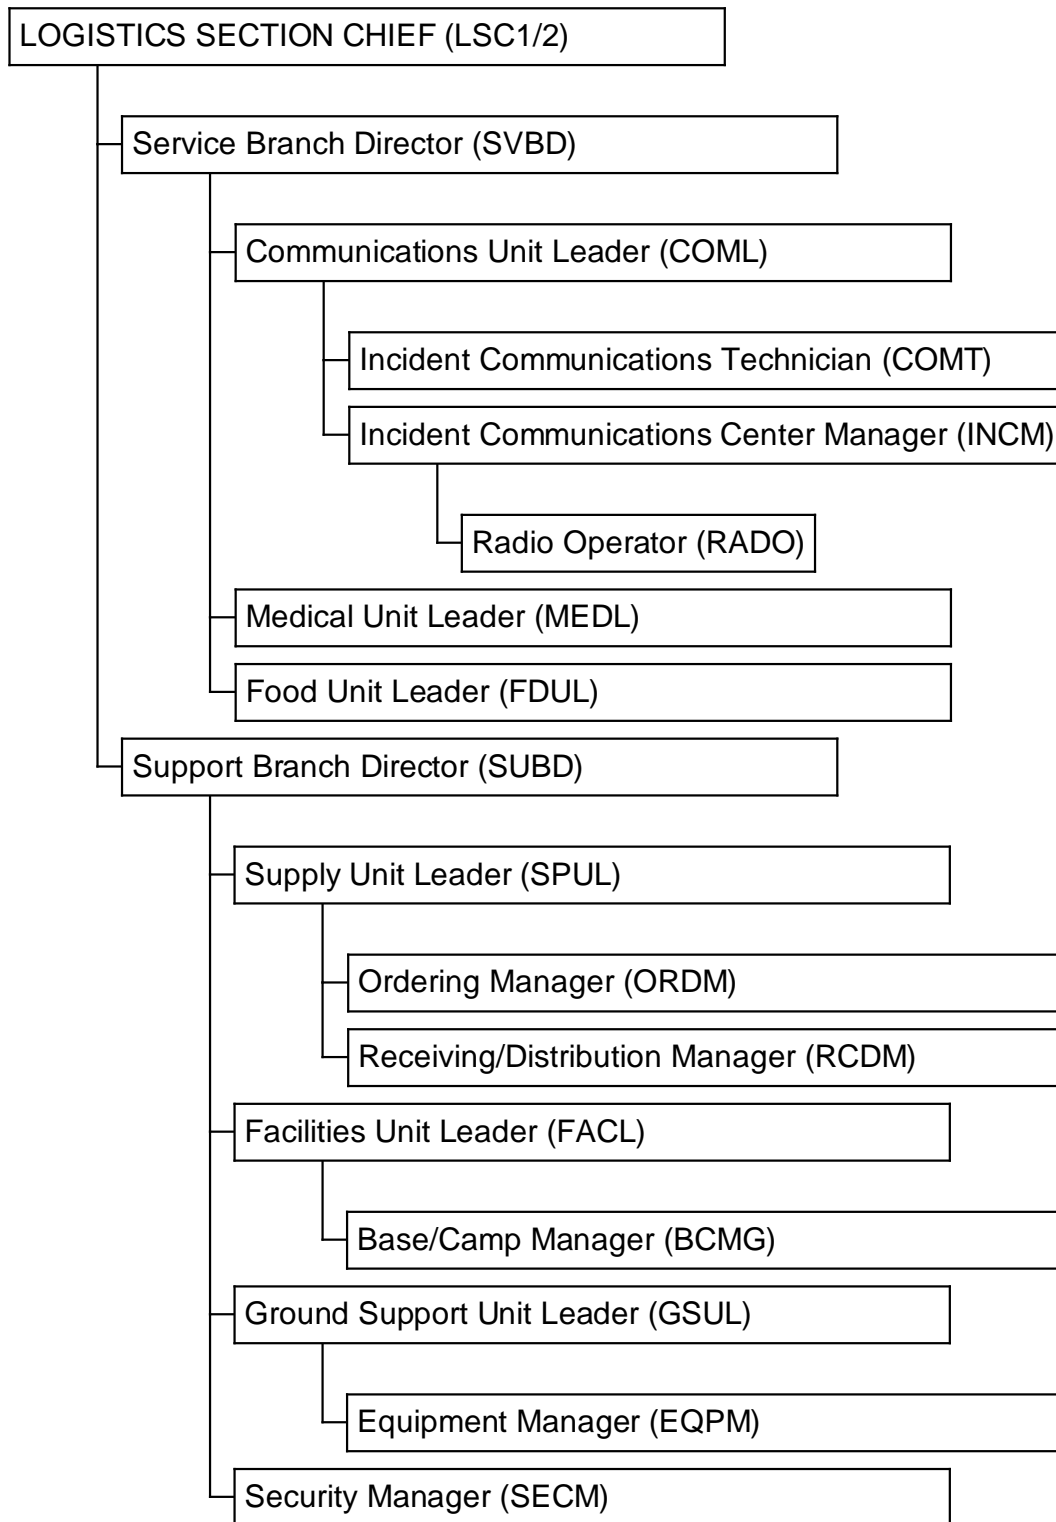 LOGISTICS SECTION CHIEF (LSC1/2)
Service Branch Director (SVBD)
Communications Unit Leader (COML)
Incident Communications Technician (COMT)
Incident Communications Center Manager (INCM)
Radio Operator (RADO)
Medical Unit Leader (MEDL)
Food Unit Leader (FDUL)
Support Branch Director (SUBD)
Supply Unit Leader (SPUL)
Ordering Manager (ORDM)
Receiving/Distribution Manager (RCDM)
Facilities Unit Leader (FACL)
Base/Camp Manager (BCMG)
Ground Support Unit Leader (GSUL)
Equipment Manager (EQPM)
Security Manager (SECM)